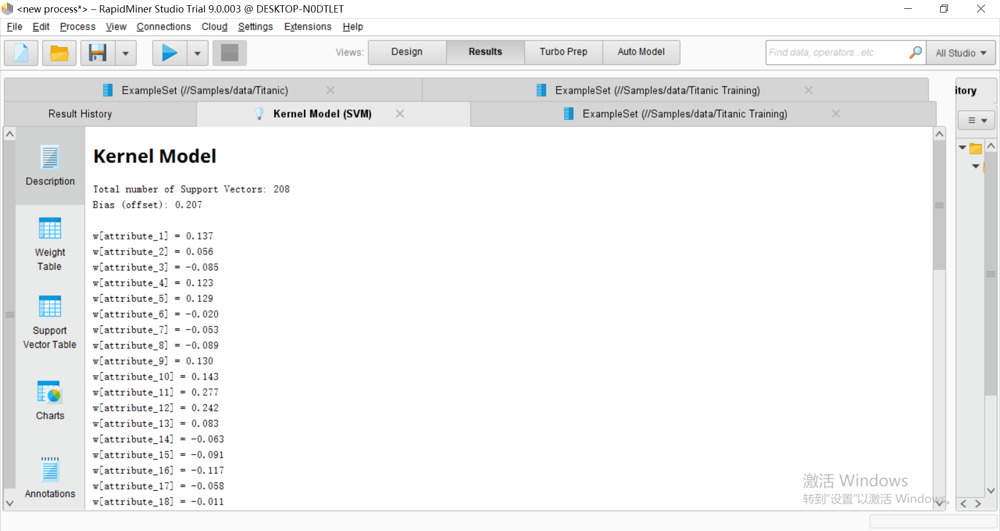 <new process*> – RapidMiner Studio Trial 9.0.003 @ DESKTOP-N0DTLET
File Edit Process View Connections Cloud Settings Extensions Help
Views: Design Results Turbo Prep Auto Model Find data, operators...etc All Studio
ExampleSet (//Samples/data/Titanic) ExampleSet (//Samples/data/Titanic Training) itory
Result History Kernel Model (SVM) ExampleSet (//Samples/data/Titanic Training)
Description
Weight
Table
Support
Vector Table
Charts
Annotations
Kernel Model
Total number of Support Vectors: 208
Bias (offset): 0.207
w[attribute_1] = 0.137
w[attribute_2] = 0.056
w[attribute_3] = -0.085
w[attribute_4] = 0.123
w[attribute_5] = 0.129
w[attribute_6] = -0.020
w[attribute_7] = -0.053
w[attribute_8] = -0.089
w[attribute_9] = 0.130
w[attribute_10] = 0.143
w[attribute_11] = 0.277
w[attribute_12] = 0.242
w[attribute_13] = 0.083
w[attribute_14] = -0.063
w[attribute_15] = -0.091
w[attribute_16] = -0.117
w[attribute_17] = -0.058
w[attribute_18] = -0.011
激活 Windows
转到“设置”以激活 Windows。